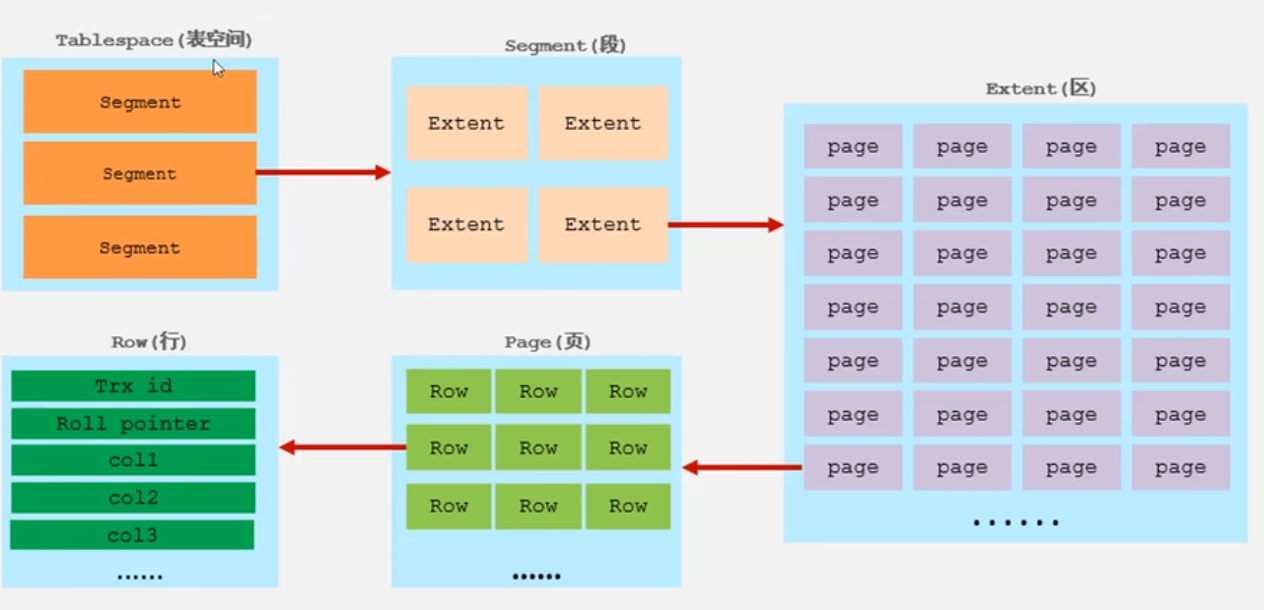 Tablespace(表空间)
Segment
Segment
Segment
Segment(段)
Extent Extent
Extent Extent
Extent(区)
page page page page
page page page page
page page page page
page page page page
page page page page
page page page page
page page page page
......
Row(行)
Trx id
Roll pointer
col1
col2
col3
......
Page(页)
Row Row Row
Row Row Row
Row Row Row
......